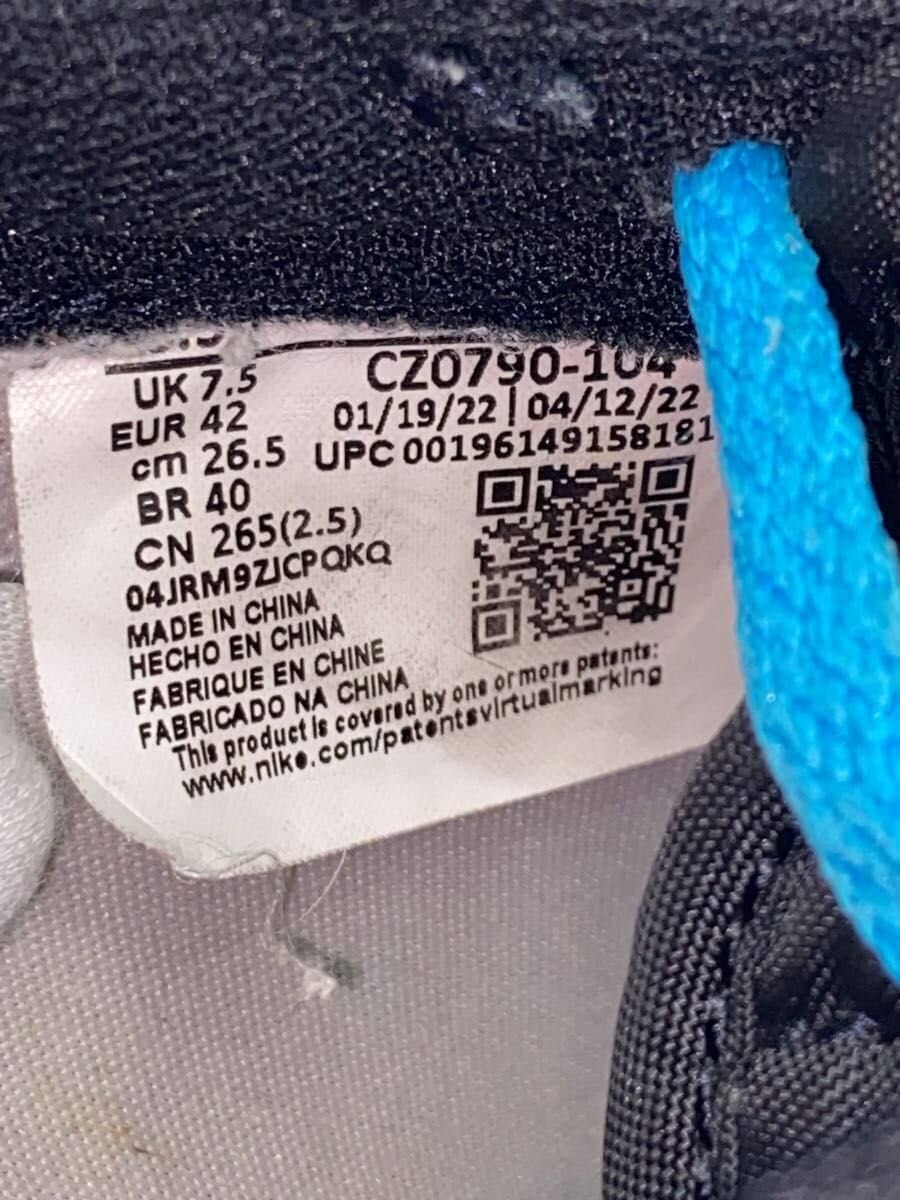 UK 7.5
EUR 42
cm 26.5
BR 40
CN 265(2.5)
CZ0790-104
01/19/22 | 04/12/22
UPC 00196149158181
04JRM9ZJCPQKQ
MADE IN CHINA
HECHO EN CHINA
FABRIQUE EN CHINE
FABRICADO NA CHINA
This product is covered by one or more patents:
www.nike.com/patentsvirtualmarking